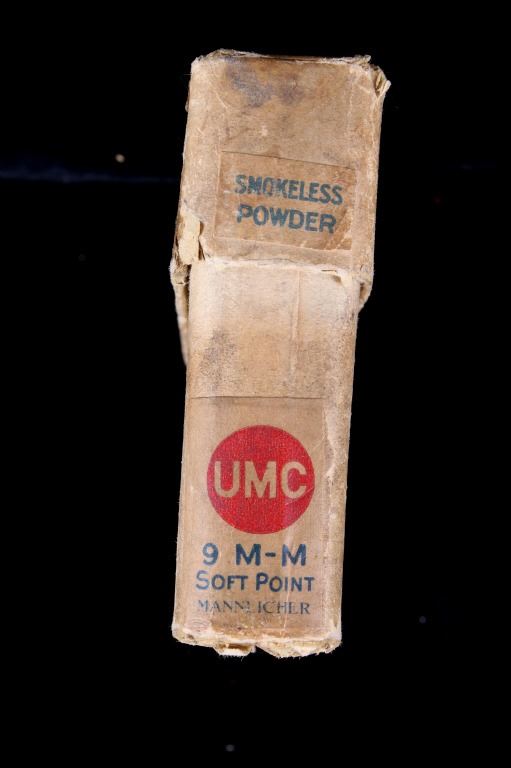 SMOKELESS
POWDER
UMC
9 M-M
SOFT POINT
MANNLICHER